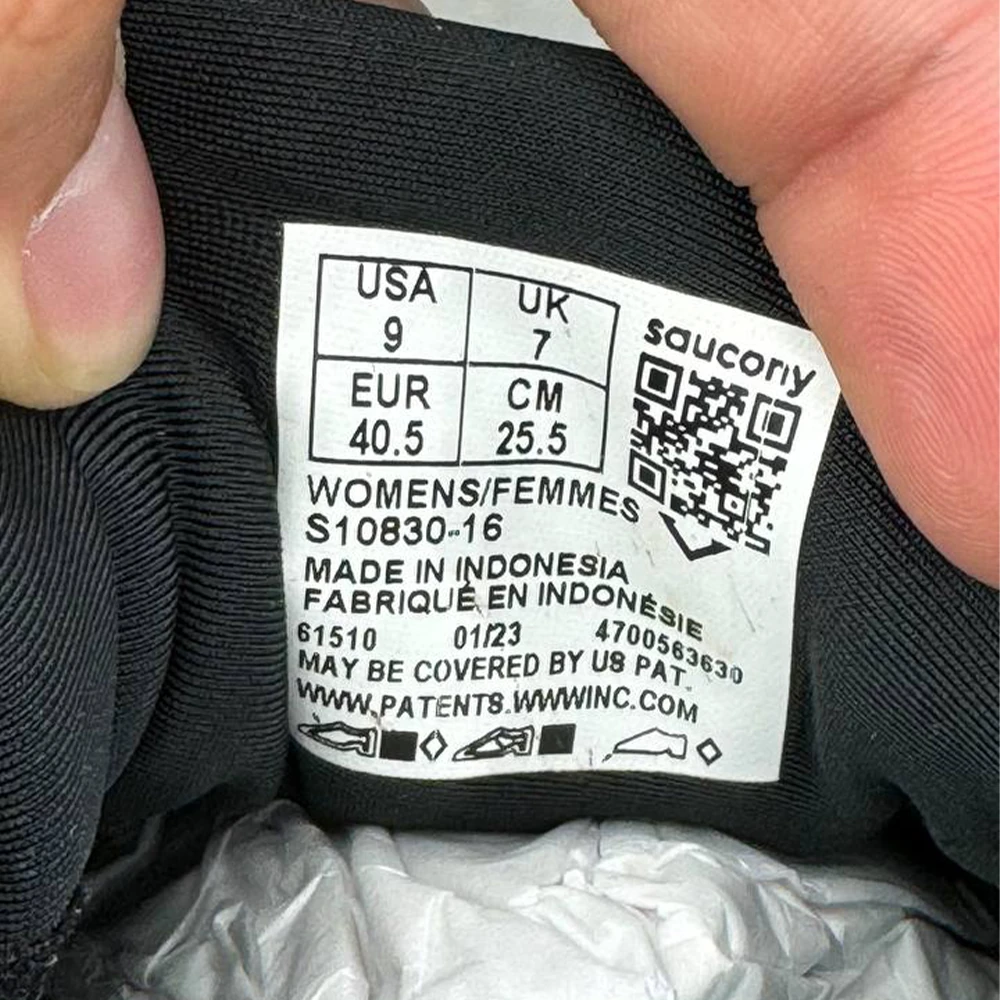 USA UK
9 7
EUR CM
40.5 25.5
saucony
WOMENS/FEMMES
S10830-16
MADE IN INDONESIA
FABRIQUÉ EN INDONÉSIE
61510 01/23 4700563630
MAY BE COVERED BY US PAT.
WWW.PATENTS.WWWINC.COM